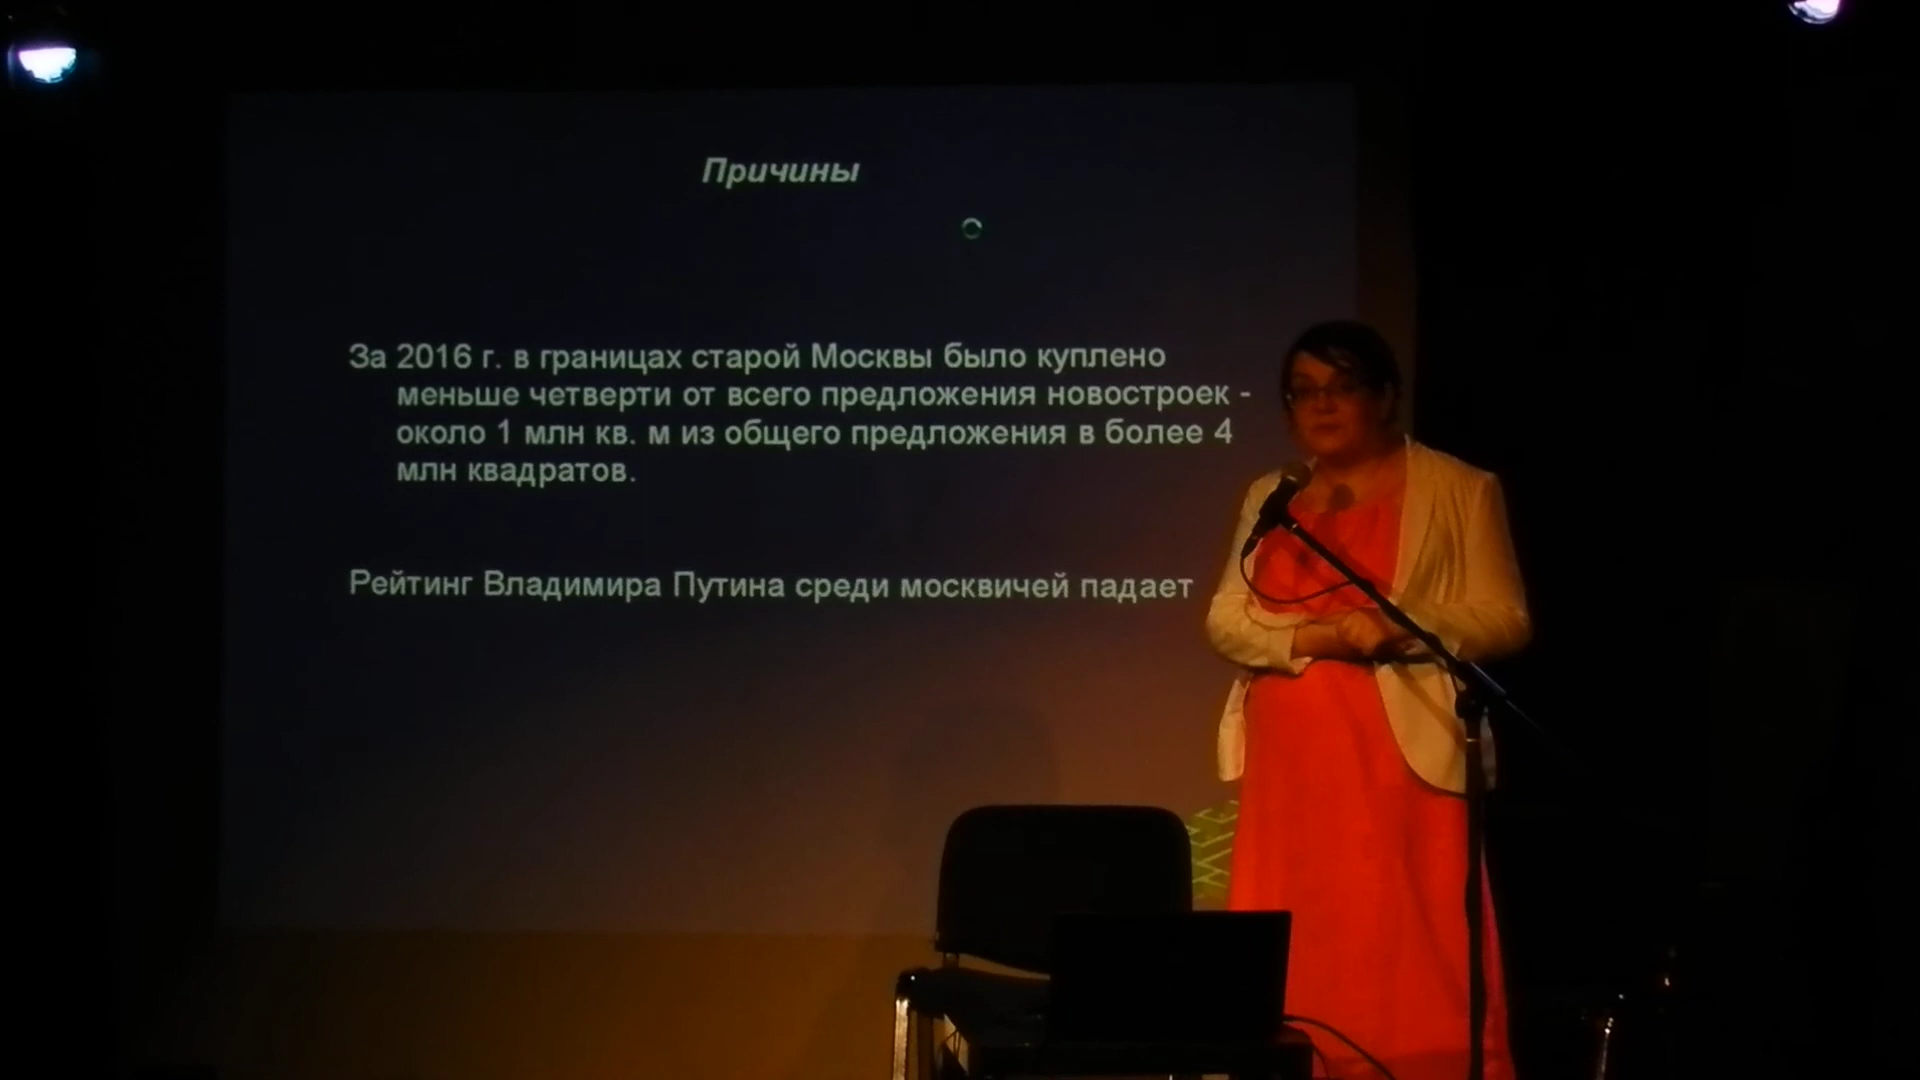 Причины
За 2016 г. в границах старой Москвы было куплено
меньше четверти от всего предложения новостроек -
около 1 млн кв. м из общего предложения в более 4
млн квадратов.
Рейтинг Владимира Путина среди москвичей падает